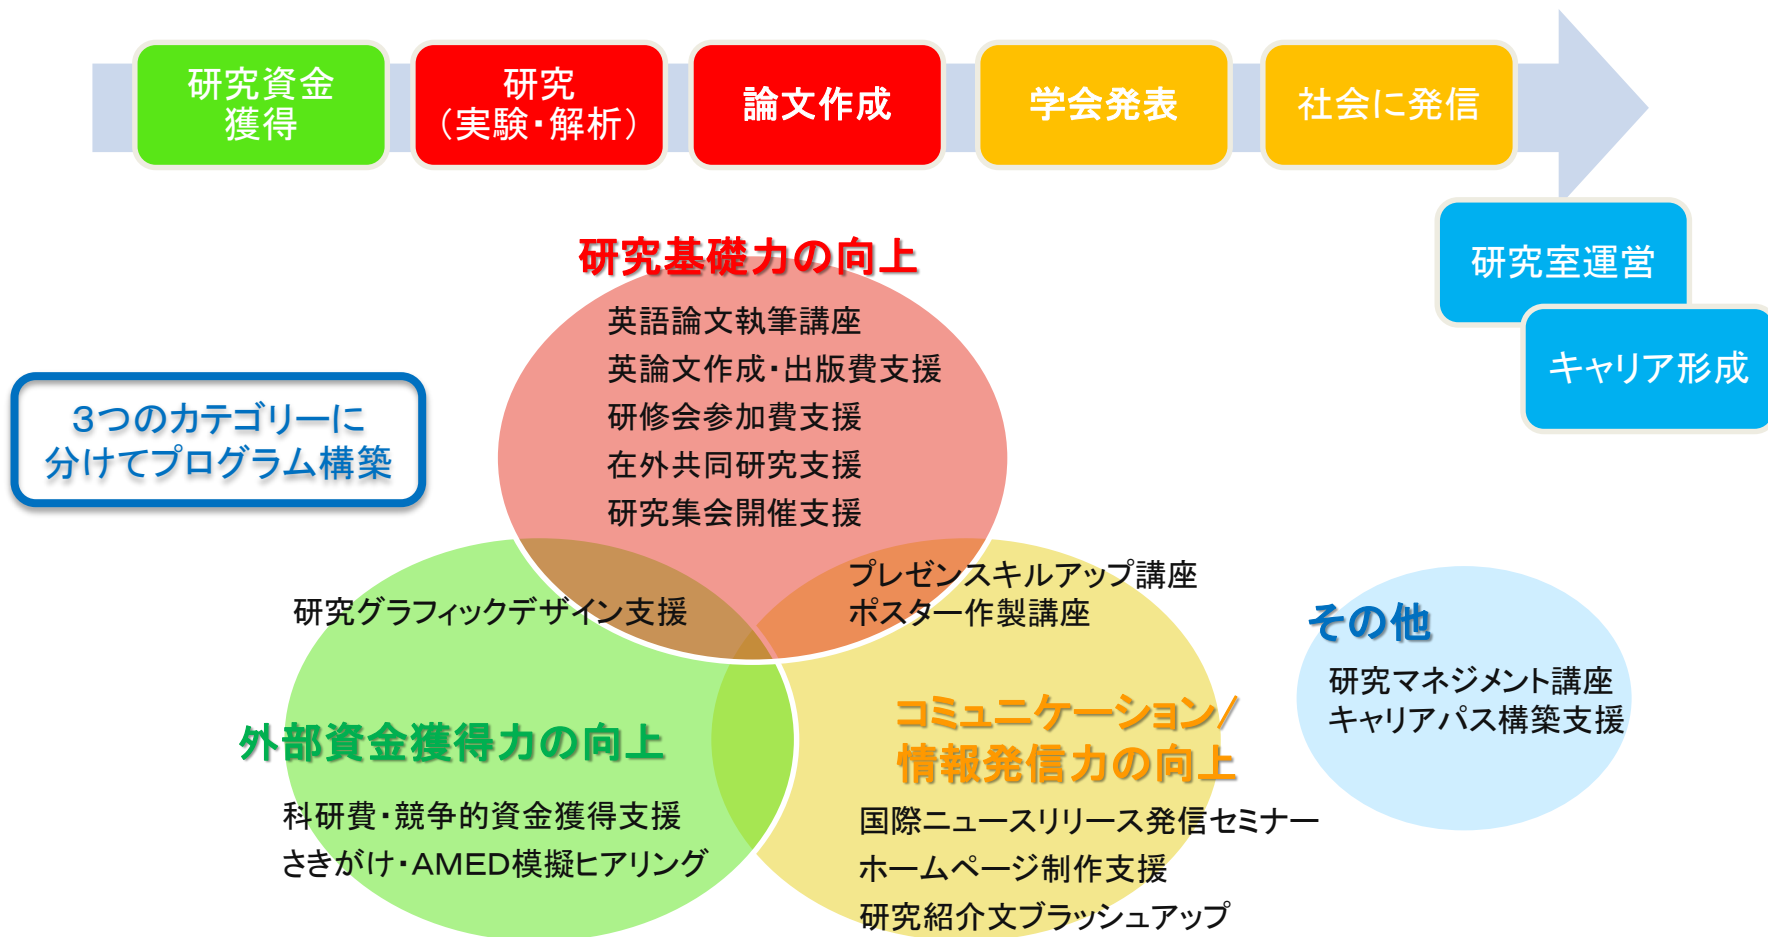 研究資金
獲得
研究
(実験・解析)
論文作成
学会発表
社会に発信
研究室運営
キャリア形成
3つのカテゴリーに
分けてプログラム構築
研究基礎力の向上
英語論文執筆講座
英論文作成・出版費支援
研修会参加費支援
在外共同研究支援
研究集会開催支援
研究グラフィックデザイン支援
プレゼンスキルアップ講座
ポスター作製講座
外部資金獲得力の向上
科研費・競争的資金獲得支援
さきがけ・AMED模擬ヒアリング
コミュニケーション/
情報発信力の向上
国際ニュースリリース発信セミナー
ホームページ制作支援
研究紹介文ブラッシュアップ
その他
研究マネジメント講座
キャリアパス構築支援